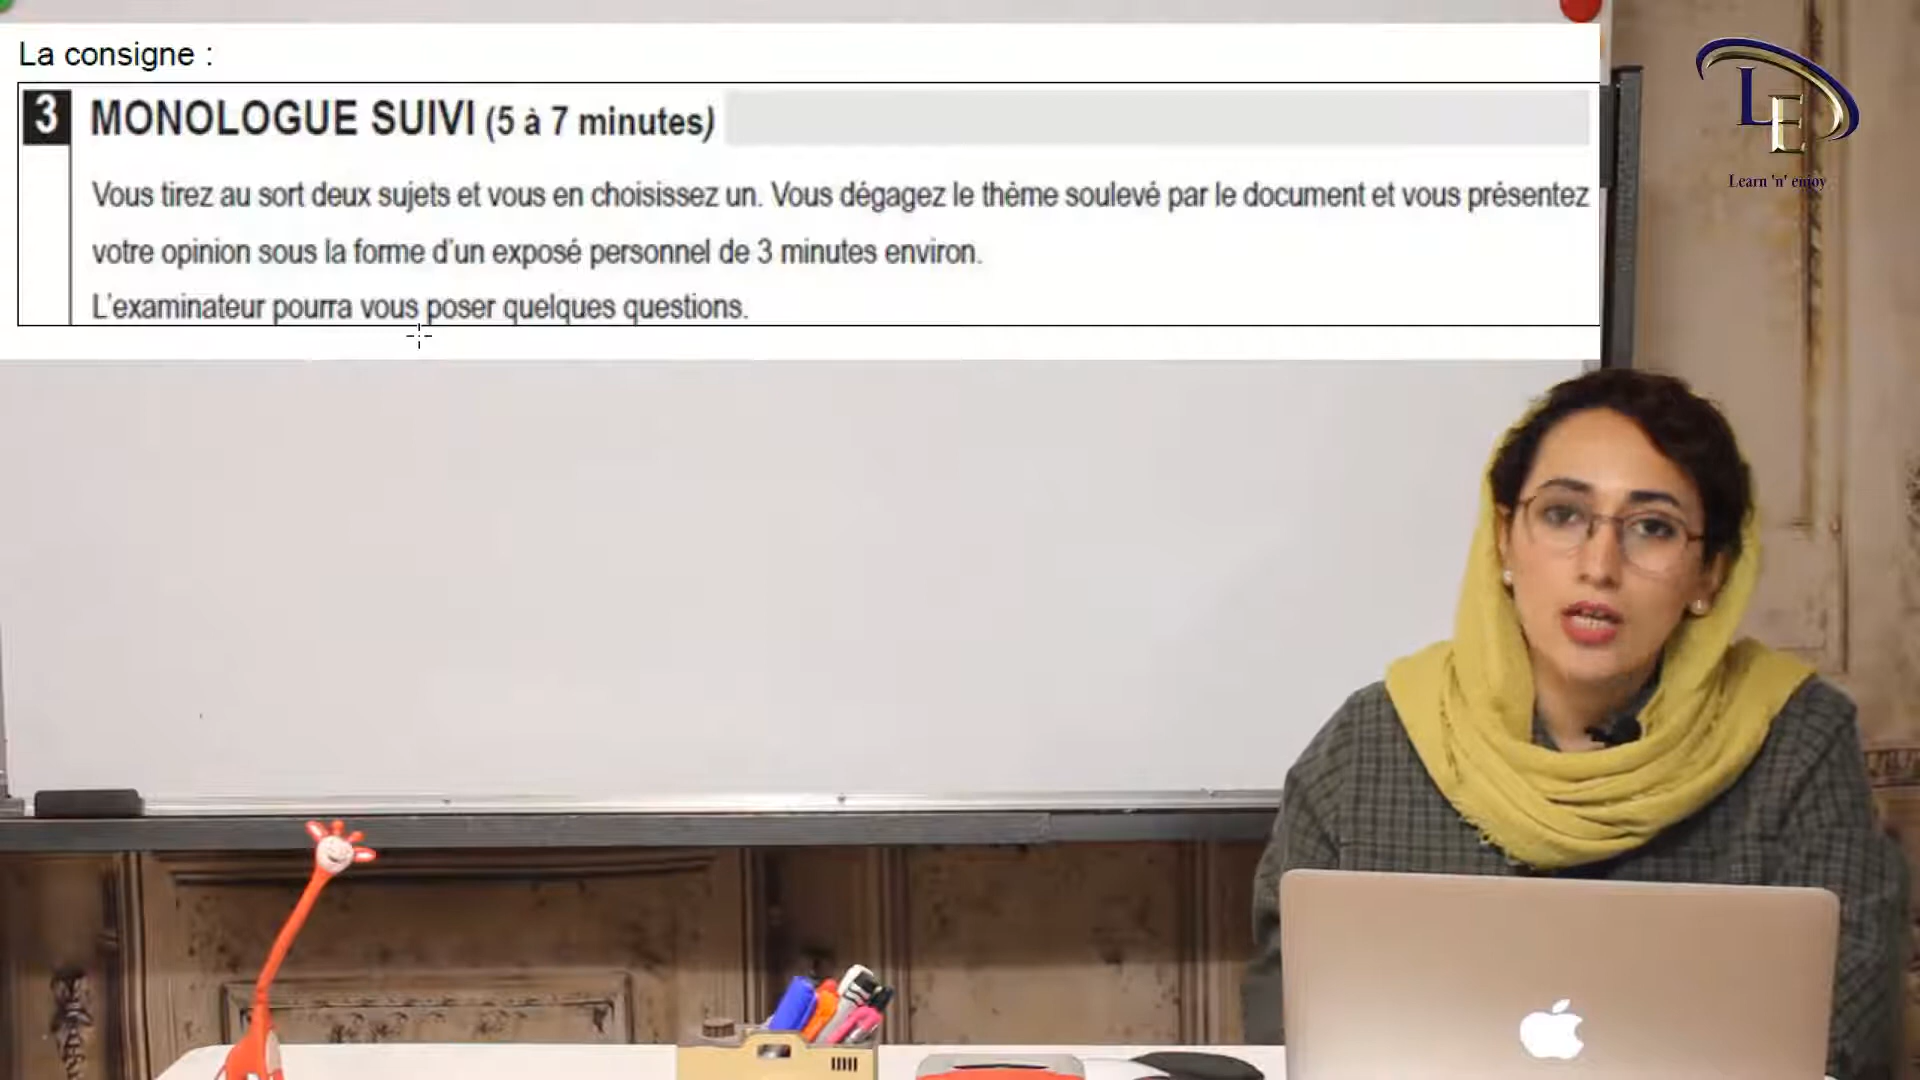 La consigne :
3 MONOLOGUE SUIVI (5 à 7 minutes)
Vous tirez au sort deux sujets et vous en choisissez un. Vous dégagez le thème soulevé par le document et vous présentez
votre opinion sous la forme d'un exposé personnel de 3 minutes environ.
L'examinateur pourra vous poser quelques questions.
LE
Learn 'n' enjoy